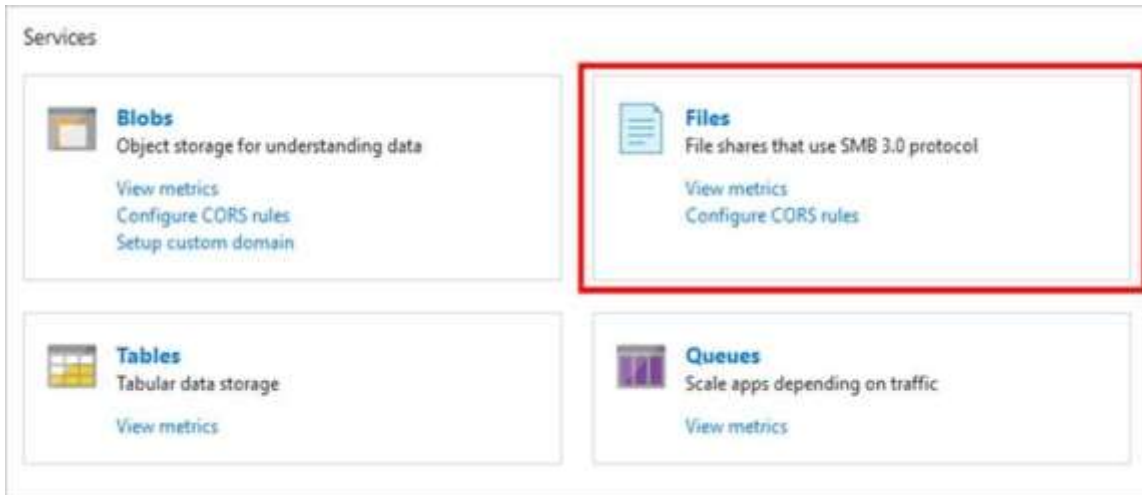 Services
Blobs
Object storage for understanding data
View metrics
Configure CORS rules
Setup custom domain
Files
File shares that use SMB 3.0 protocol
View metrics
Configure CORS rules
Tables
Tabular data storage
View metrics
Queues
Scale apps depending on traffic
View metrics